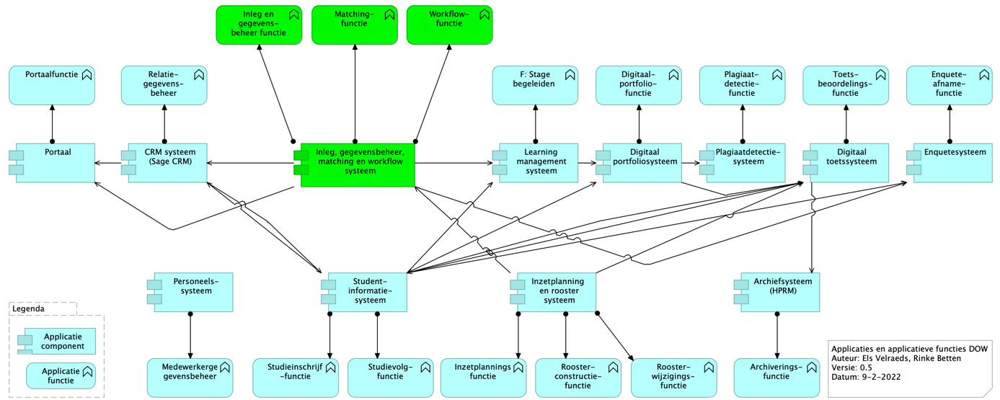 Inleg en
gegevens-
beheer functie
Matching-
functie
Workflow-
functie
Portaalfunctie
Relatie-
gegevens-
beheer
F: Stage
begeleiden
Digitaal-
portfolio-
functie
Plagiaat-
detectie-
functie
Toets-
beoordelings-
functie
Enquete-
afname-
functie
Portaal
CRM systeem
(Sage CRM)
Inleg, gegevensbeheer,
matching en workflow
systeem
Learning
management
systeem
Digitaal
portfoliosysteem
Plagiaatdetectie-
systeem
Digitaal
toetssysteem
Enquetesysteem
Personeels-
systeem
Student-
informatie-
systeem
Inzetplanning
en rooster
systeem
Archiefsysteem
(HPRM)
Legenda
Applicatie
component
Applicatie
functie
Medewerkerge
gevensbeheer
Studieinschrijf
-functie
Studievolg-
functie
Inzetplannings
functie
Rooster-
constructie-
functie
Rooster-
wijzigings-
functie
Archiverings-
functie
Applicaties en applicatieve functies DOW
Auteur: Els Velraeds, Rinke Betten
Versie: 0.5
Datum: 9-2-2022